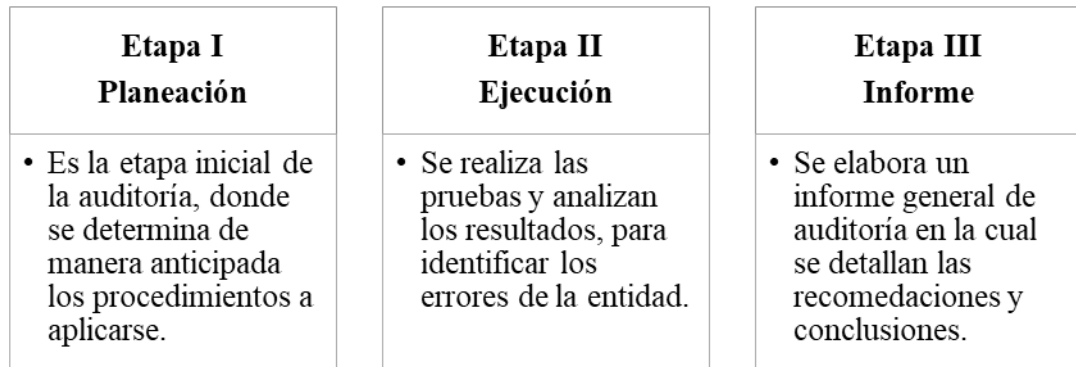 Etapa I
Planeación
• Es la etapa inicial de
la auditoría, donde
se determina de
manera anticipada
los procedimientos a
aplicarse.
Etapa II
Ejecución
• Se realiza las
pruebas y analizan
los resultados, para
identificar los
errores de la entidad.
Etapa III
Informe
• Se elabora un
informe general de
auditoría en la cual
se detallan las
recomedaciones y
conclusiones.